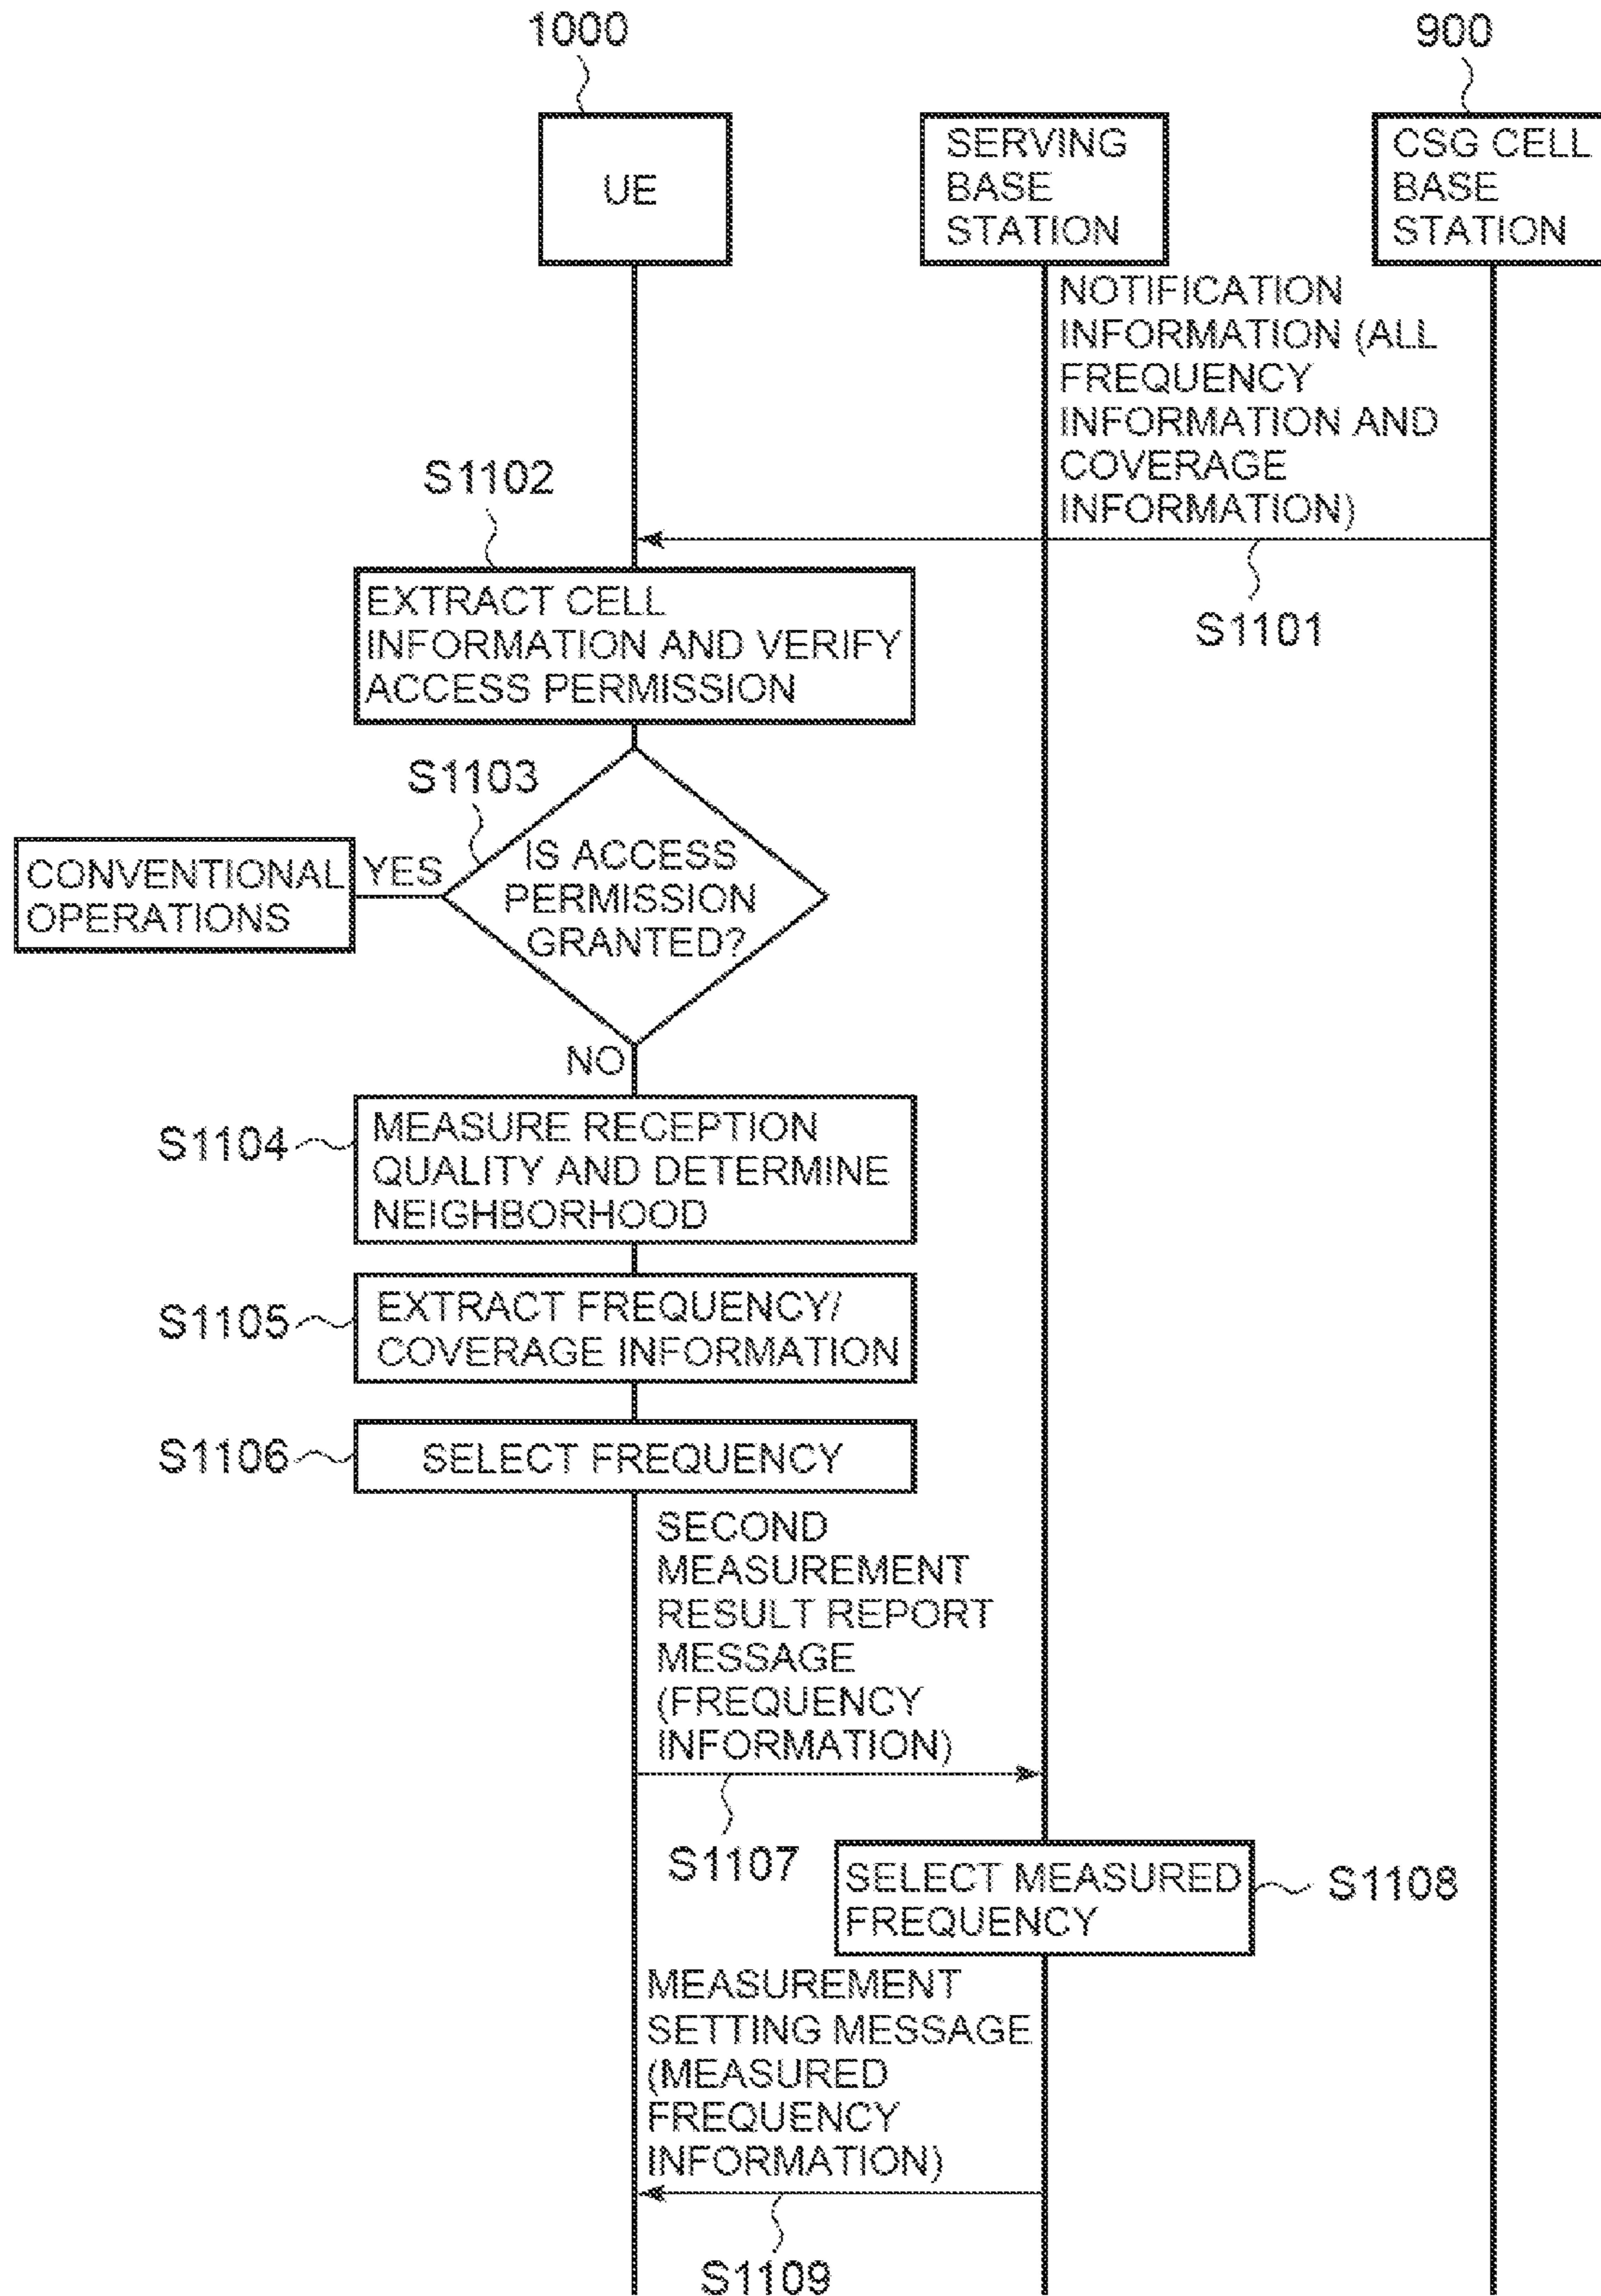 1000
900
UE
SERVING
BASE
STATION
CSG CELL
BASE
STATION
NOTIFICATION
INFORMATION (ALL
FREQUENCY
INFORMATION AND
COVERAGE
INFORMATION)
S1101
S1102
EXTRACT CELL
INFORMATION AND VERIFY
ACCESS PERMISSION
S1103
IS ACCESS
PERMISSION
GRANTED?
YES
CONVENTIONAL
OPERATIONS
NO
S1104
MEASURE RECEPTION
QUALITY AND DETERMINE
NEIGHBORHOOD
S1105
EXTRACT FREQUENCY/
COVERAGE INFORMATION
S1106
SELECT FREQUENCY
SECOND
MEASUREMENT
RESULT REPORT
MESSAGE
(FREQUENCY
INFORMATION)
S1107
SELECT MEASURED
FREQUENCY
S1108
MEASUREMENT
SETTING MESSAGE
(MEASURED
FREQUENCY
INFORMATION)
S1109